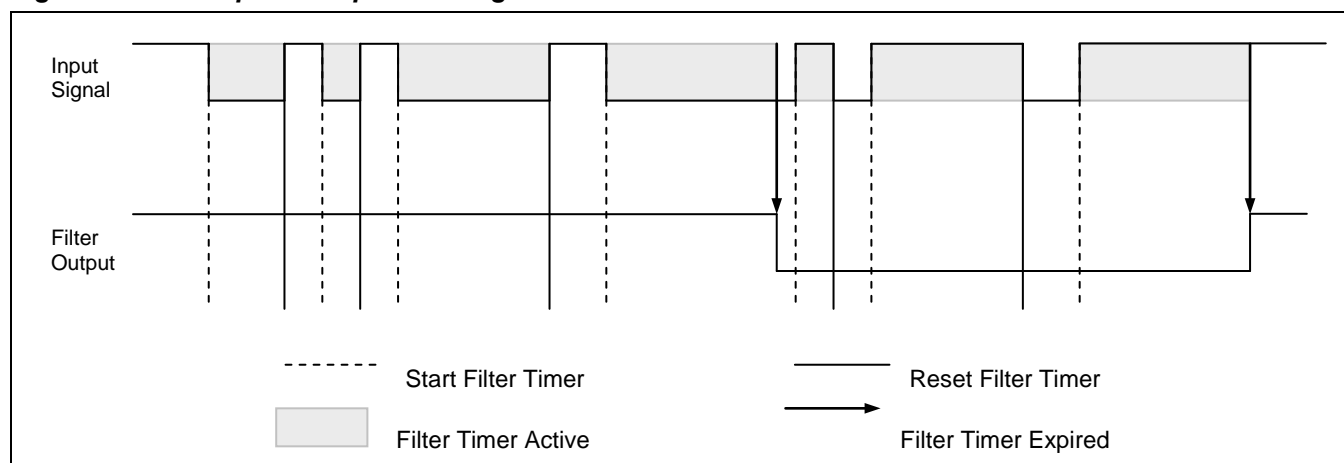 Input
Signal
Filter
Output
Start Filter Timer
Reset Filter Timer
Filter Timer Active
Filter Timer Expired